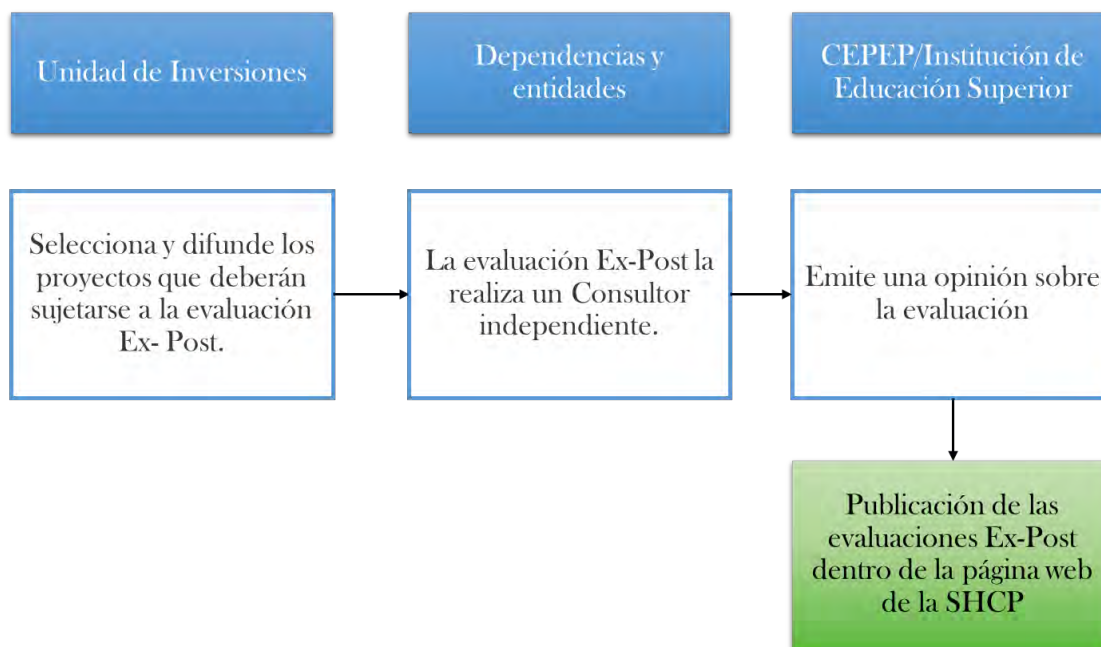 Unidad de Inversiones
Dependencias y
entidades
CEPEP/Institución de
Educación Superior
Selecciona y difunde los
proyectos que deberán
sujetarse a la evaluación
Ex- Post.
La evaluación Ex-Post la
realiza un Consultor
independiente.
Emite una opinión sobre
la evaluación
Publicación de las
evaluaciones Ex-Post
dentro de la página web
de la SHCP